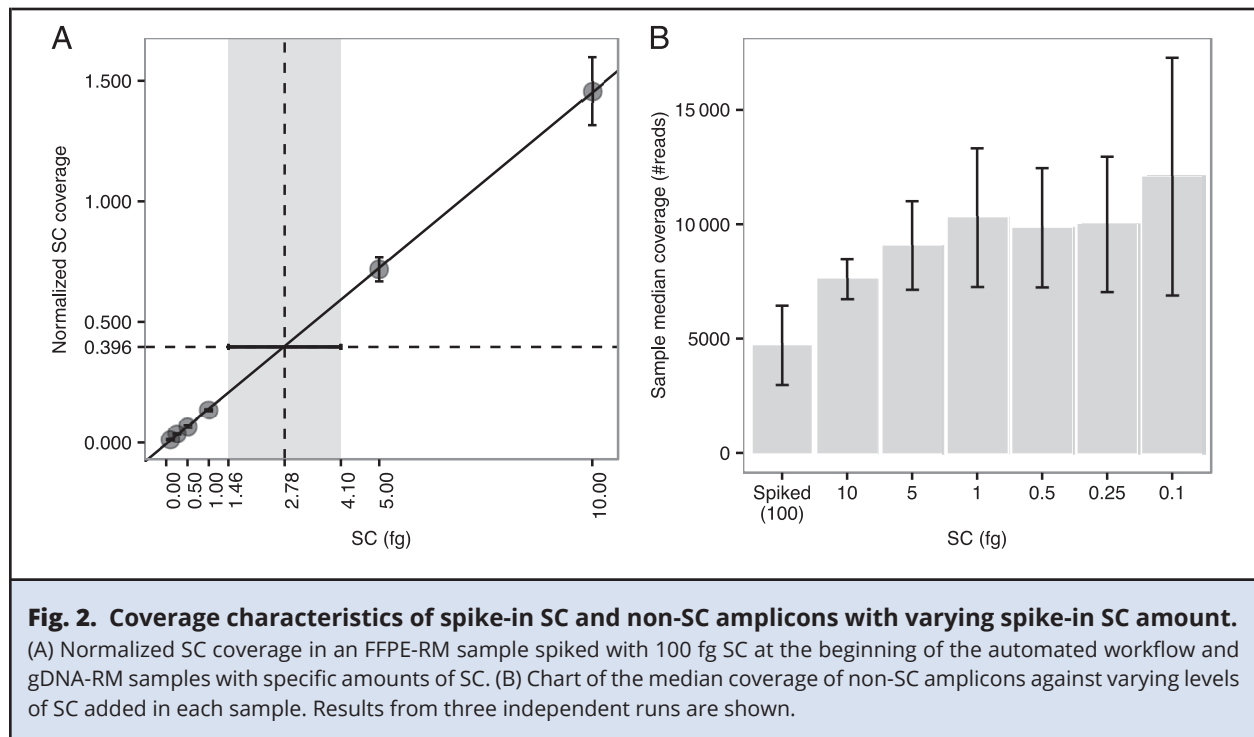 A
Normalized SC coverage
1.500
1.000
0.500
0.396
0.000
0.00
0.50
1.00
1.46
2.78
4.10
5.00
10.00
SC (fg)
B
Sample median coverage (#reads)
15 000
10 000
5000
0
Spiked
(100)
10
5
1
0.5
0.25
0.1
SC (fg)
Fig. 2. Coverage characteristics of spike-in SC and non-SC amplicons with varying spike-in SC amount.
(A) Normalized SC coverage in an FFPE-RM sample spiked with 100 fg SC at the beginning of the automated workflow and
gDNA-RM samples with specific amounts of SC. (B) Chart of the median coverage of non-SC amplicons against varying levels
of SC added in each sample. Results from three independent runs are shown.